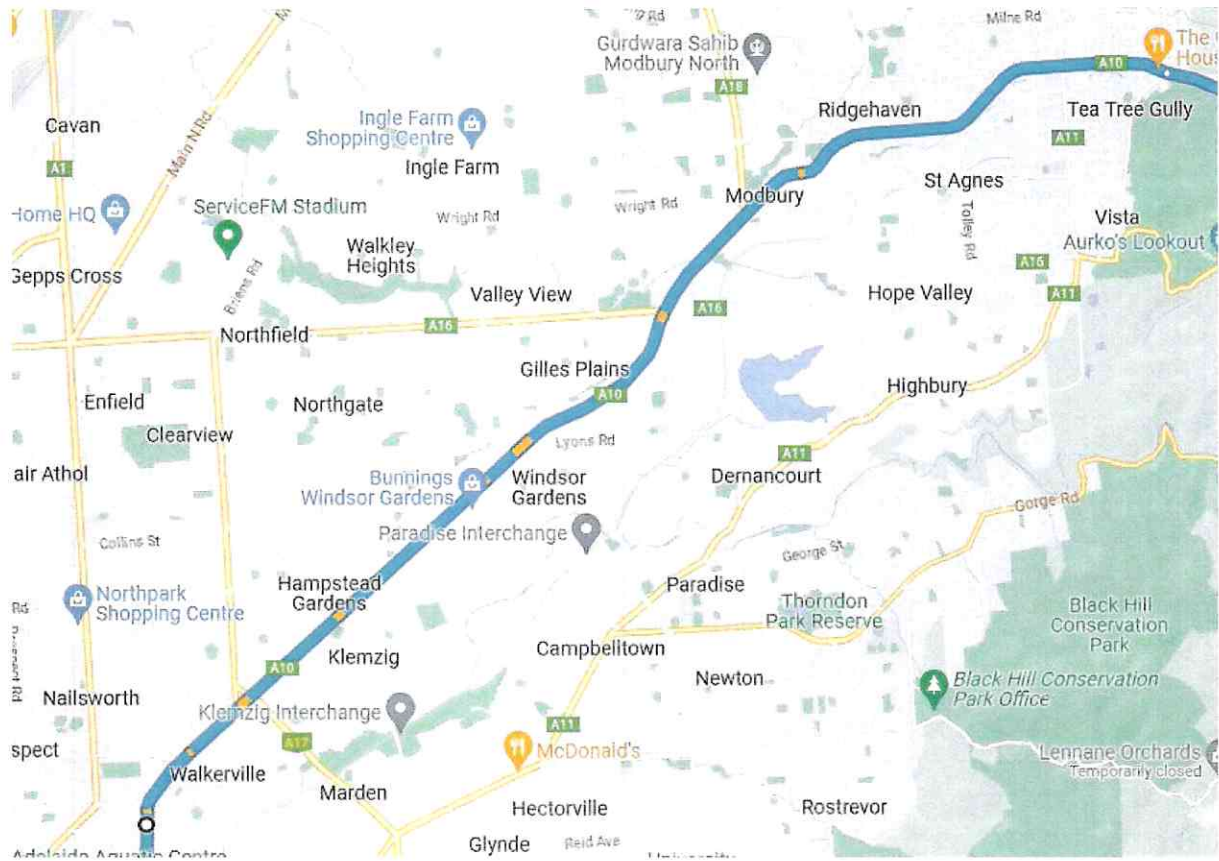 Milne Rd
Gurdwara Sahib
Modbury North
A10
The
Hous
A18
Ridgehaven
Tea Tree Gully
Cavan
Main N Rd
Ingle Farm
Shopping Centre
A11
A1
Ingle Farm
Modbury
St Agnes
Home HQ
ServiceFM Stadium
Wright Rd
Wright Rd
Tolley Rd
Vista
Aurko's Lookout
Walkley
Heights
Gepps Cross
Briens Rd
A16
Valley View
Hope Valley
A11
A16
Northfield
A16
Gilles Plains
Highbury
A10
Enfield
Northgate
Clearview
Lyons Rd
A11
air Athol
Bunnings
Windsor Gardens
Windsor
Gardens
Dernancourt
Gorge Rd
Collins St
Paradise Interchange
George St
Northpark
Shopping Centre
Hampstead
Gardens
Paradise
Thorndon
Park Reserve
Black Hill
Conservation
Park
Rd
Klemzig
Campbelltown
A10
Newton
Black Hill Conservation
Park Office
Nailsworth
Klemzig Interchange
A11
spect
A17
McDonald's
Lennane Orchards
Temporarily closed
Walkerville
Marden
Hectorville
Rostrevor
Glynde
Reid Ave
Adelaide Aquatic Centre
University